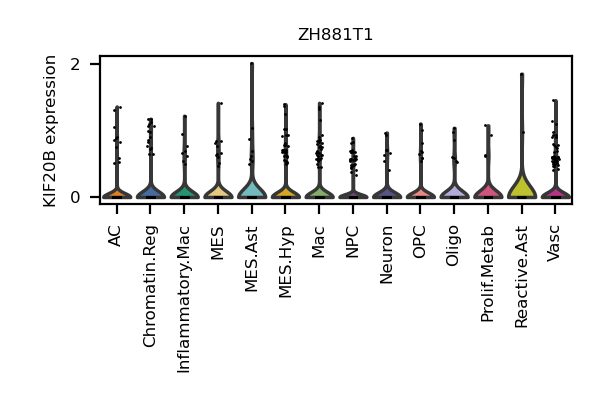 ZH881T1
KIF20B expression
2
0
AC
Chromatin.Reg
Inflammatory.Mac
MES
MES.Ast
MES.Hyp
Mac
NPC
Neuron
OPC
Oligo
Prolif.Metab
Reactive.Ast
Vasc